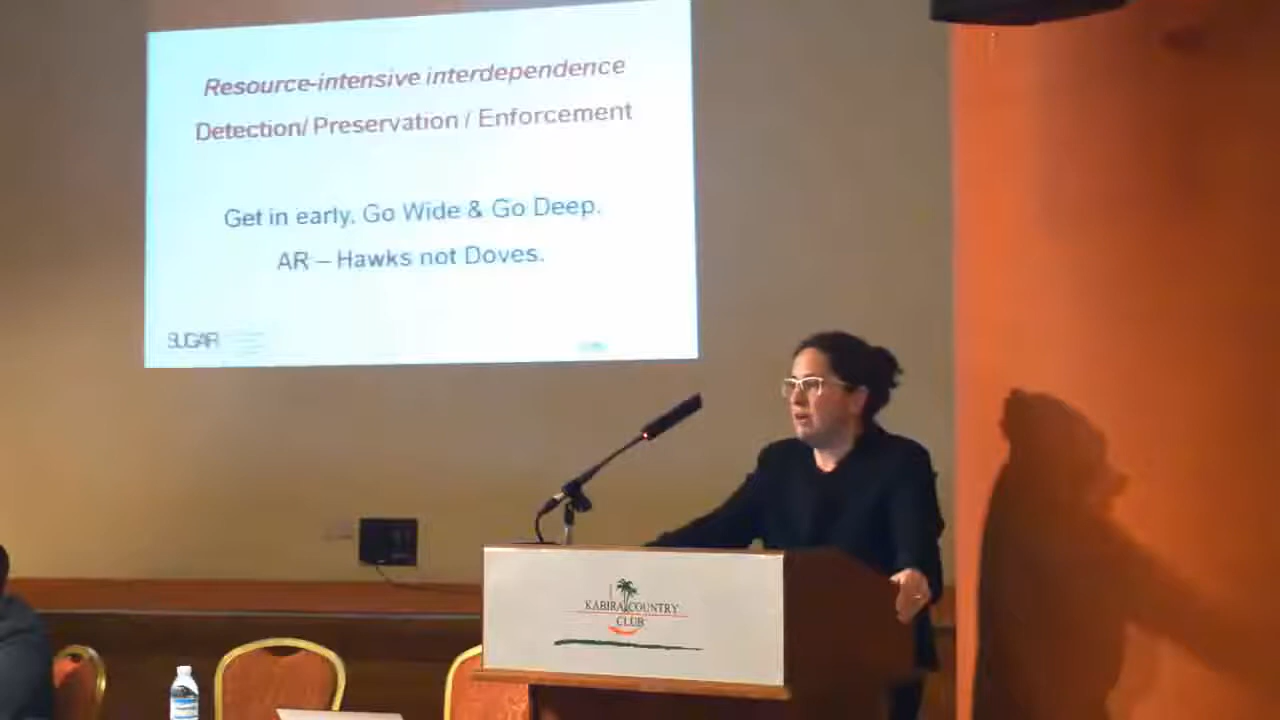 Resource-intensive interdependence
Detection/ Preservation / Enforcement
Get in early. Go Wide & Go Deep.
AR – Hawks not Doves.
SUGAR
KABIRA COUNTRY
CLUB